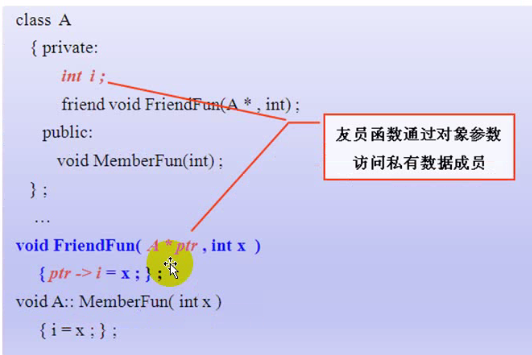 class A
{ private:
int i ;
friend void FriendFun(A * , int) ;
public:
void MemberFun(int) ;
} ;
…
友员函数通过对象参数
访问私有数据成员
void FriendFun( A * ptr , int x )
{ ptr -> i = x ; } ;
void A:: MemberFun( int x )
{ i = x ; } ;